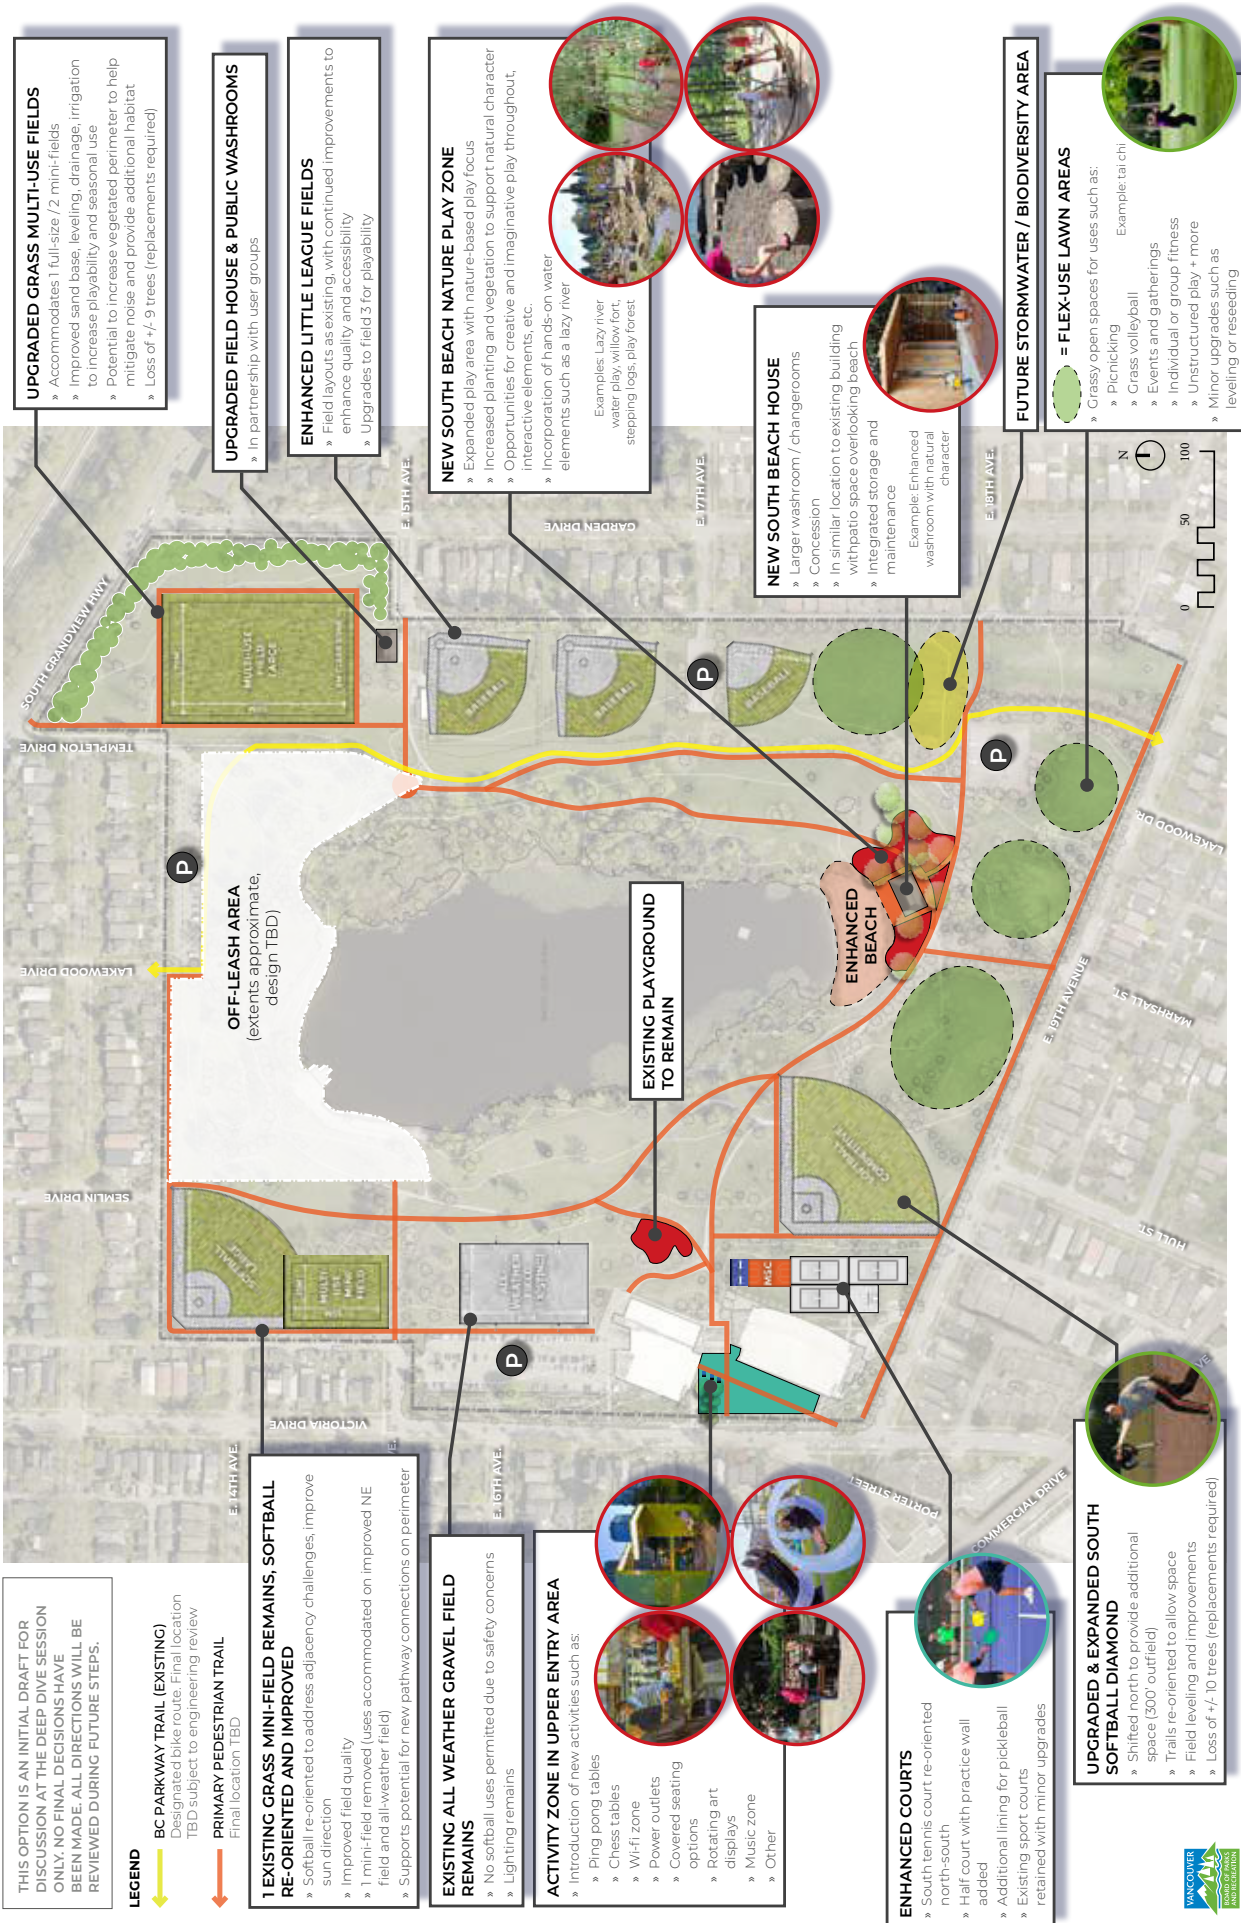 THIS OPTION IS AN INITIAL DRAFT FOR
DISCUSSION AT THE DEEP DIVE SESSION
ONLY. NO FINAL DECISIONS HAVE
BEEN MADE. ALL DIRECTIONS WILL BE
REVIEWED DURING FUTURE STEPS.
LEGEND
BC PARKWAY TRAIL (EXISTING)
Designated bike route. Final location
TBD subject to engineering review
PRIMARY PEDESTRIAN TRAIL
Final location TBD
1 EXISTING GRASS MINI-FIELD REMAINS, SOFTBALL
RE-ORIENTED AND IMPROVED
» Softball re-oriented to address adjacency challenges, improve
sun direction
» Improved field quality
» 1 mini-field removed (uses accommodated on improved NE
field and all-weather field)
» Supports potential for new pathway connections on perimeter
EXISTING ALL WEATHER GRAVEL FIELD
REMAINS
» No softball uses permitted due to safety concerns
» Lighting remains
ACTIVITY ZONE IN UPPER ENTRY AREA
» Introduction of new activities such as:
» Ping pong tables
» Chess tables
» Wi-fi zone
» Power outlets
» Covered seating
options
» Rotating art
displays
» Music zone
» Other
ENHANCED COURTS
» South tennis court re-oriented
north-south
» Half court with practice wall
added
» Additional lining for pickleball
» Existing sport courts
retained with minor upgrades
UPGRADED & EXPANDED SOUTH
SOFTBALL DIAMOND
» Shifted north to provide additional
space (300' outfield)
» Trails re-oriented to allow space
» Field leveling and improvements
» Loss of +/- 10 trees (replacements required)
VANCOUVER
BOARD OF PARKS
AND RECREATION
UPGRADED GRASS MULTI-USE FIELDS
» Accommodates 1 full-size / 2 mini-fields
» Improved sand base, leveling, drainage, irrigation
to increase playability and seasonal use
» Potential to increase vegetated perimeter to help
mitigate noise and provide additional habitat
» Loss of +/- 9 trees (replacements required)
UPGRADED FIELD HOUSE & PUBLIC WASHROOMS
» In partnership with user groups
ENHANCED LITTLE LEAGUE FIELDS
» Field layouts as existing, with continued improvements to
enhance quality and accessibility
» Upgrades to field 3 for playability
NEW SOUTH BEACH NATURE PLAY ZONE
» Expanded play area with nature-based play focus
» Increased planting and vegetation to support natural character
» Opportunities for creative and imaginative play throughout,
interactive elements, etc.
» Incorporation of hands-on water
elements such as a lazy river
Examples: Lazy river
water play, willow fort,
stepping logs, play forest
NEW SOUTH BEACH HOUSE
» Larger washroom / changerooms
» Concession
» In similar location to existing building
withpatio space overlooking beach
» Integrated storage and
maintenance
Example: Enhanced
washroom with natural
character
FUTURE STORMWATER / BIODIVERSITY AREA
= FLEX-USE LAWN AREAS
» Grassy open spaces for uses such as:
» Picnicking
Example: tai chi
» Grass volleyball
» Events and gatherings
» Individual or group fitness
» Unstructured play + more
» Minor upgrades such as
leveling or reseeding
OFF-LEASH AREA
(extents approximate,
design TBD)
EXISTING PLAYGROUND
TO REMAIN
ENHANCED
BEACH
SOUTH GRANDVIEW HWY
TEMPLETON DRIVE
LAKEWOOD DRIVE
SEMLIN DRIVE
VICTORIA DRIVE
E. 14TH AVE.
E. 16TH AVE.
E. 15TH AVE.
GARDEN DRIVE
E. 17TH AVE.
E. 18TH AVE.
LAKEWOOD DR.
MARHSALL ST.
E. 19TH AVENUE
HULL ST.
PORTER STREET
COMMERCIAL DRIVE
MULTI-USE
FIELD
LARGE
BASEBALL
BASEBALL
BASEBALL
MULTI
USE
MINI
FIELD
MSC
P
P
P
P
N
0 50 100